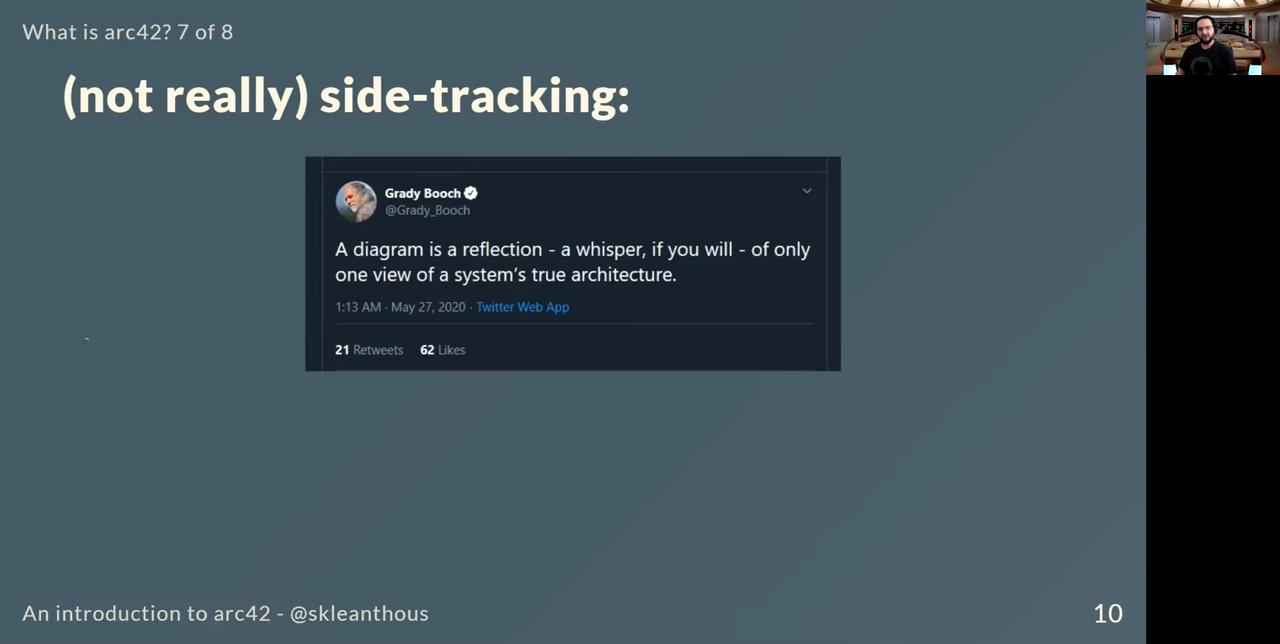 What is arc42? 7 of 8
(not really) side-tracking:
Grady Booch
@Grady_Booch
A diagram is a reflection - a whisper, if you will - of only
one view of a system's true architecture.
1:13 AM · May 27, 2020 · Twitter Web App
21 Retweets 62 Likes
An introduction to arc42 - @skleanthous
10